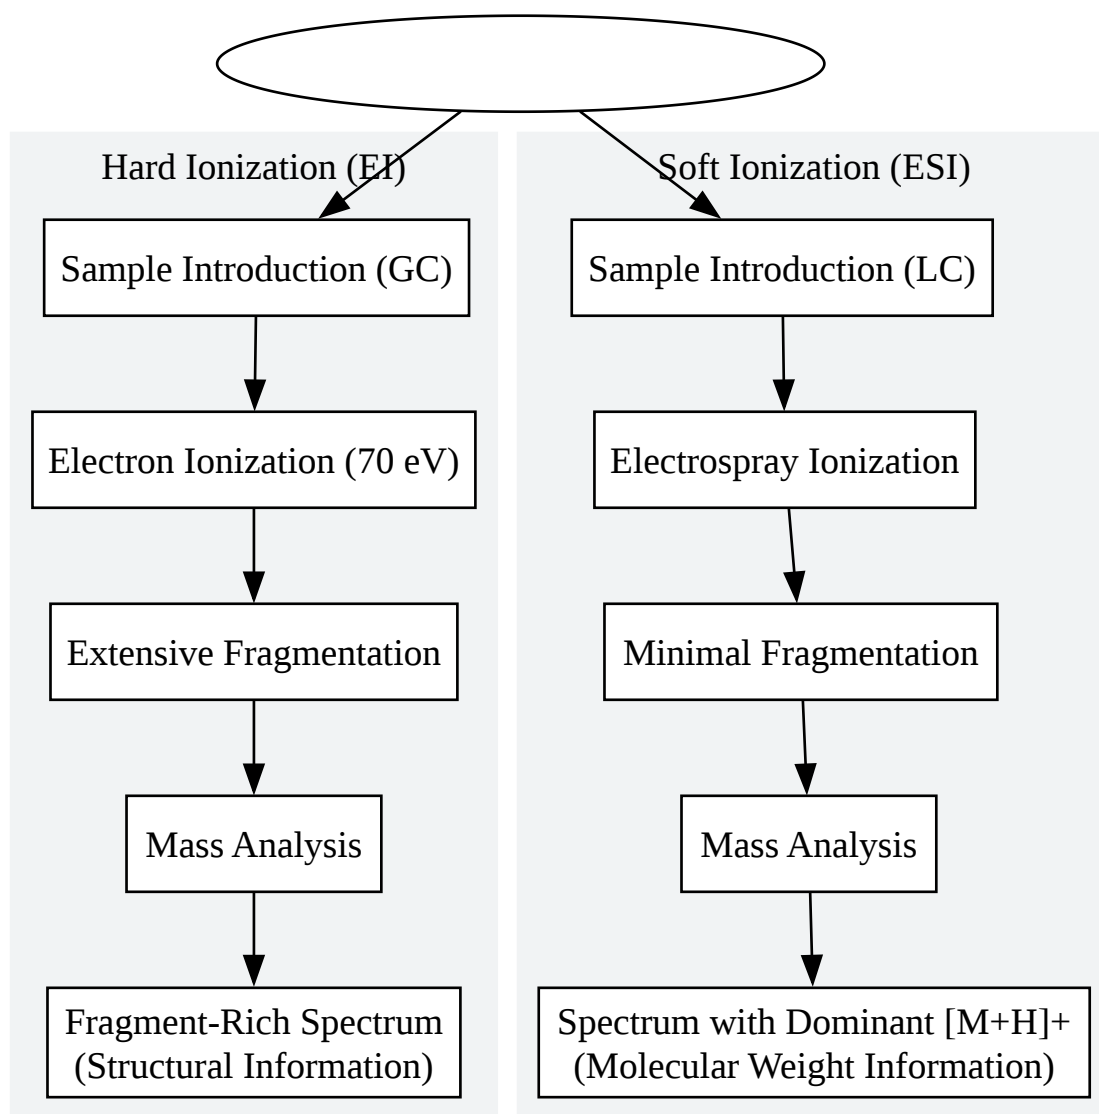 Hard Ionization (EI)
Sample Introduction (GC)
Electron Ionization (70 eV)
Extensive Fragmentation
Mass Analysis
Fragment-Rich Spectrum
(Structural Information)
Soft Ionization (ESI)
Sample Introduction (LC)
Electrospray Ionization
Minimal Fragmentation
Mass Analysis
Spectrum with Dominant [M+H]+
(Molecular Weight Information)